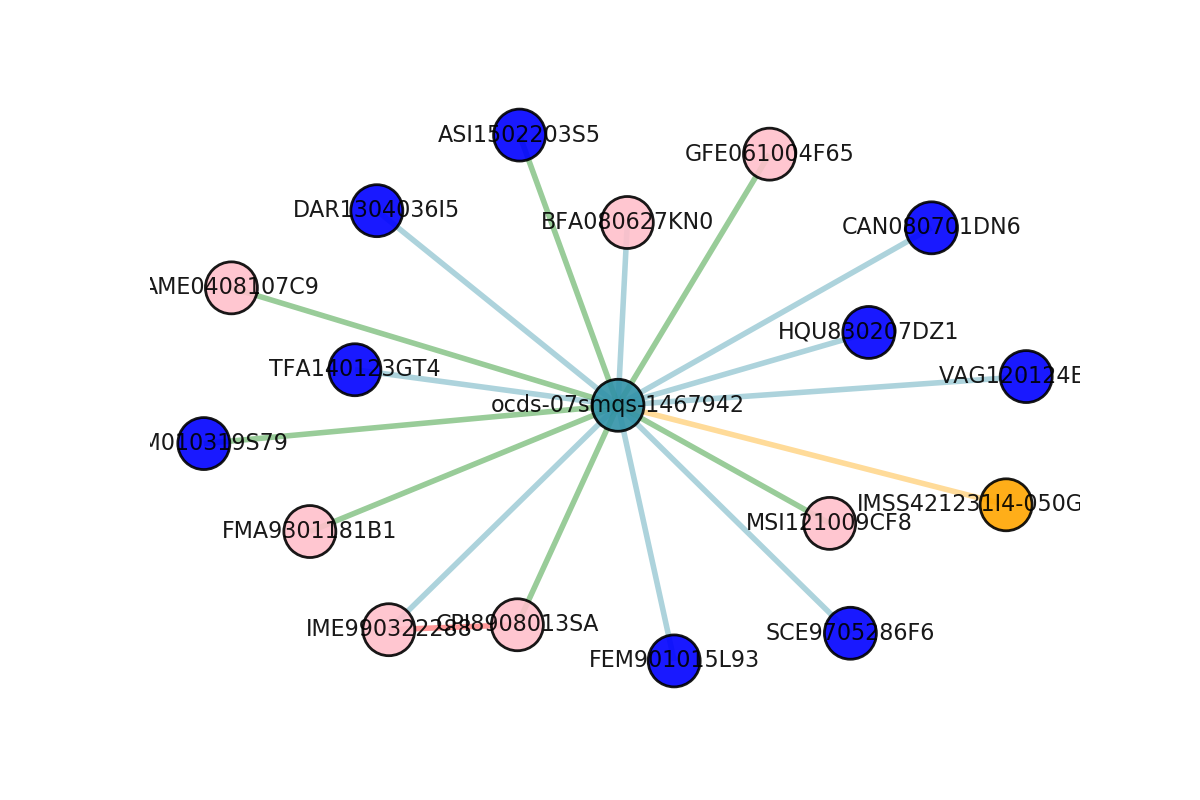 ASI1502203S5
GFE061004F65
DAR1304036I5
BFA080627KN0
CAN080701DN6
AME0408107C9
HQU830207DZ1
TFA140123GT4
VAG120124E
ocds-07smqs-1467942
M010319S79
IMSS421231I4-050G
MSI121009CF8
FMA9301181B1
IME990322288
SCE9705286F6
FEM901015L93